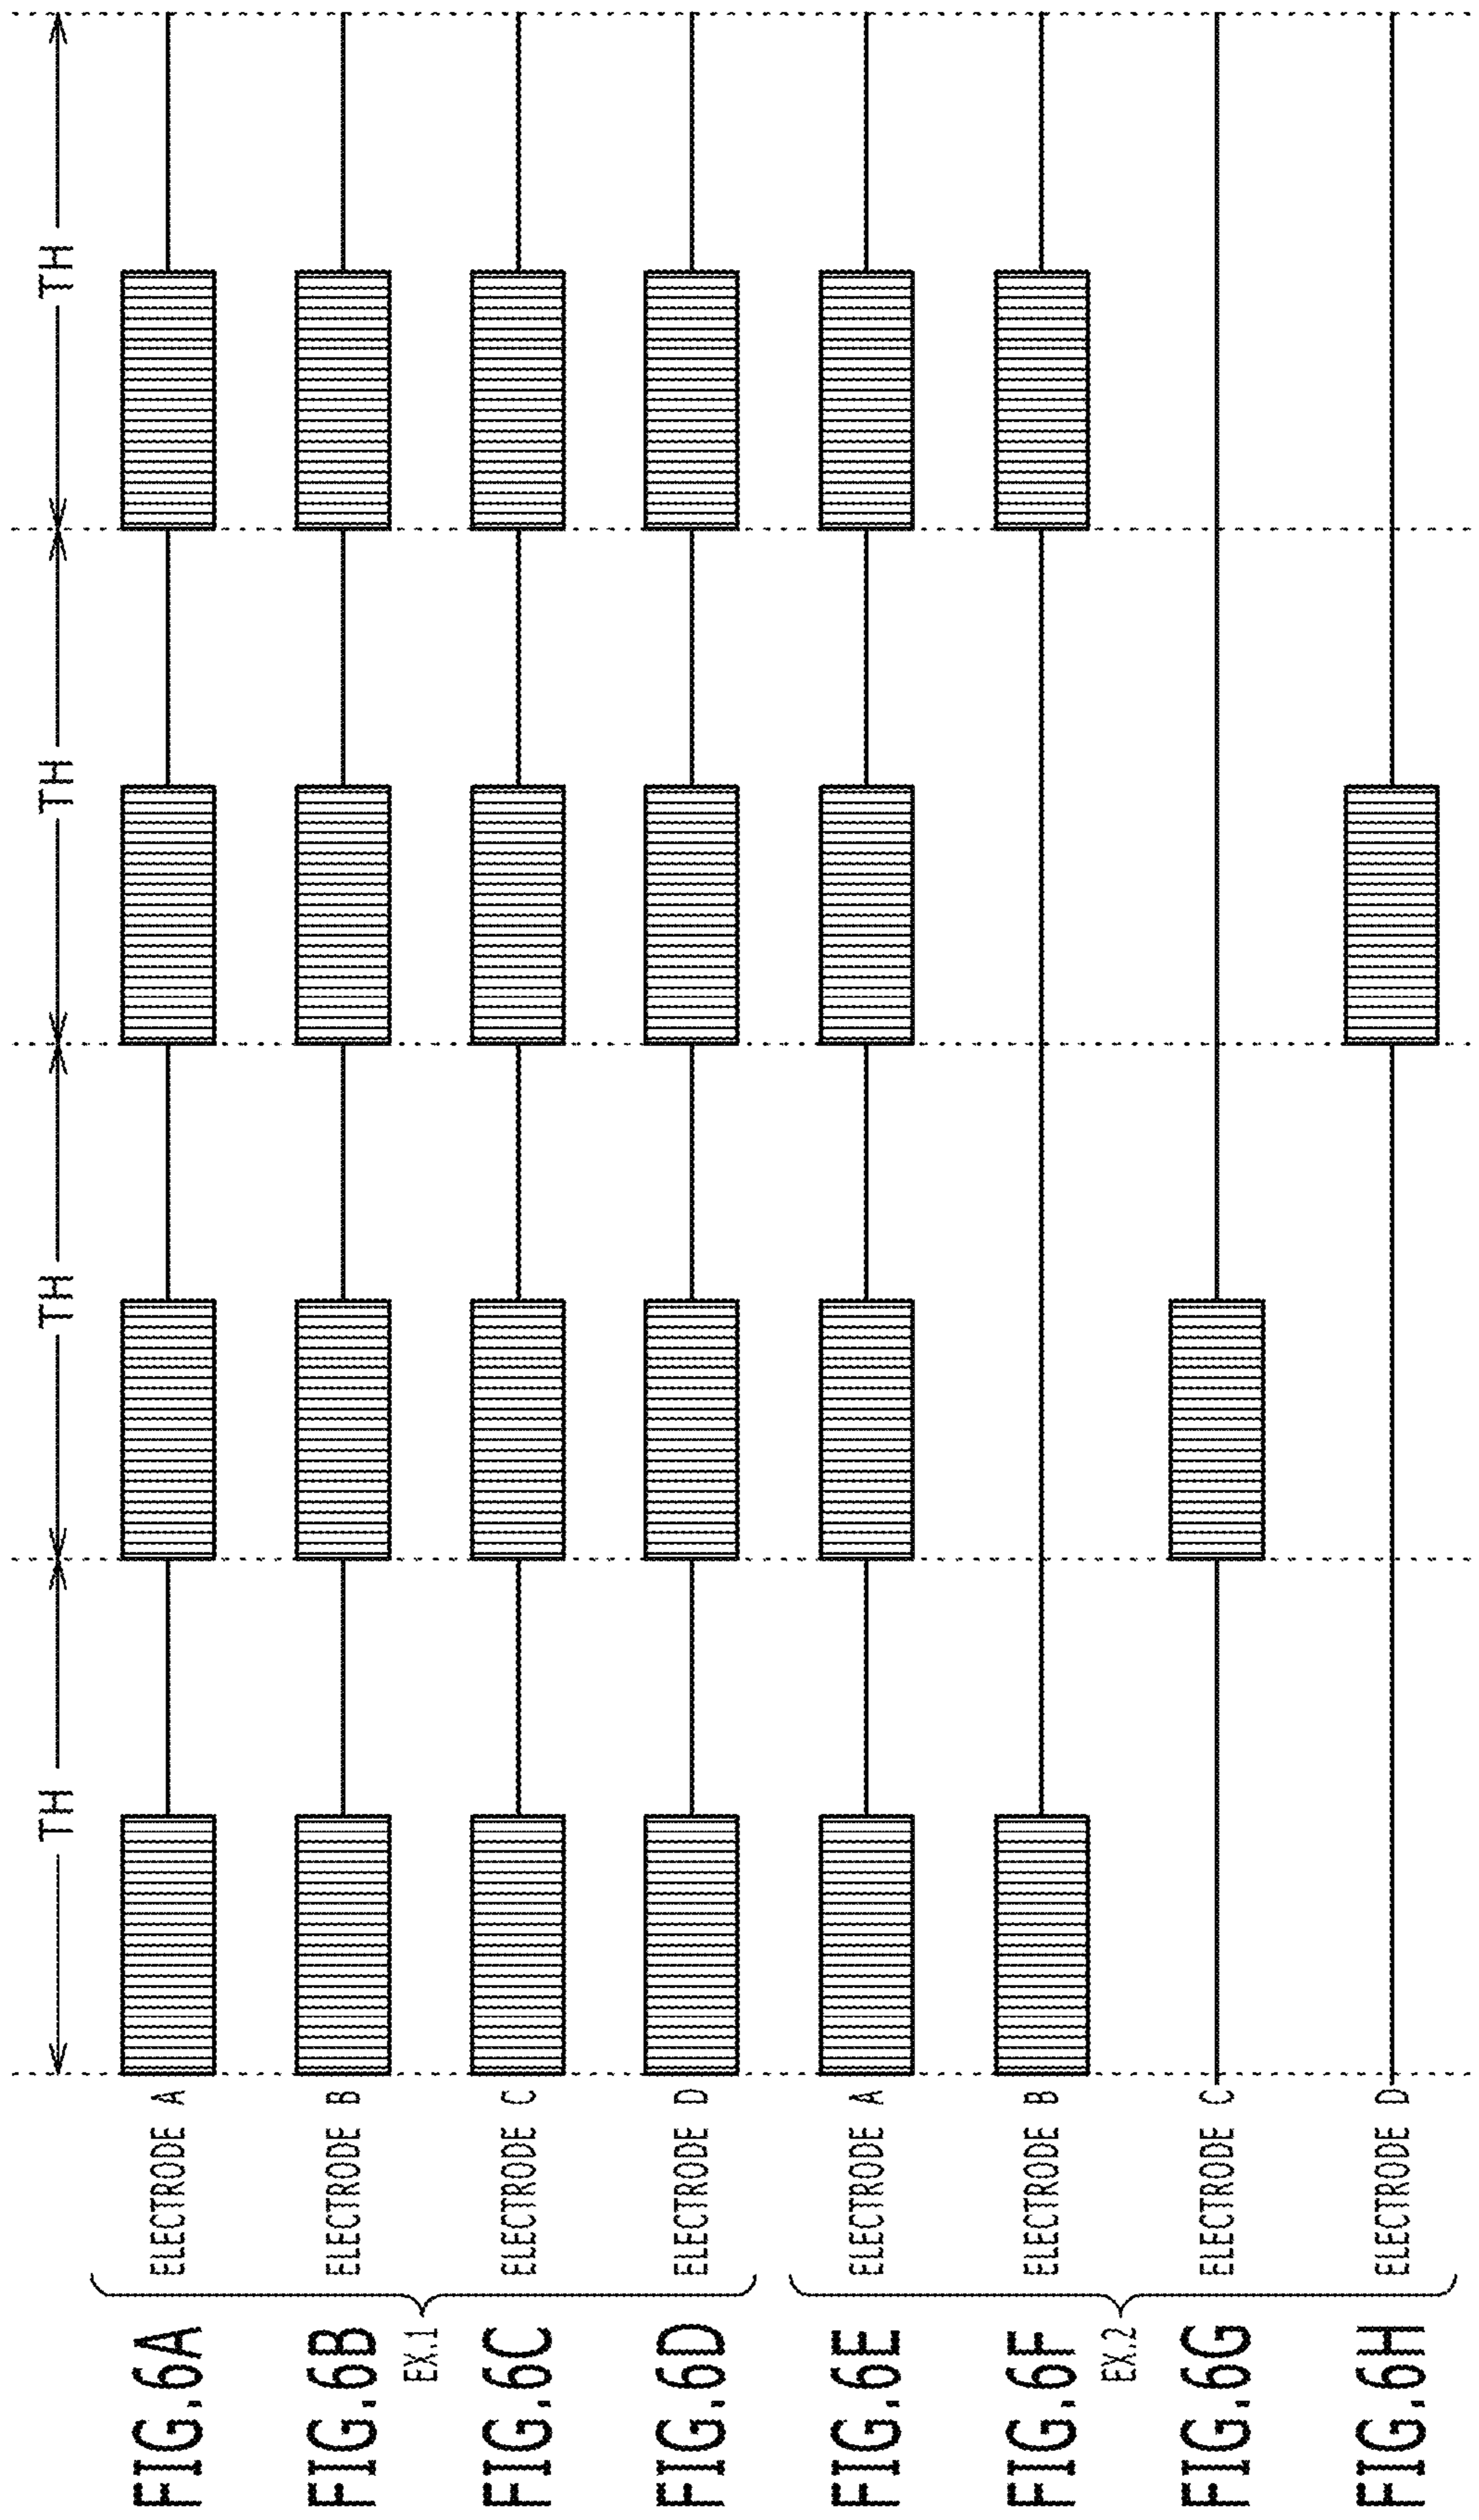 TH TH TH TH
FIG.6A ELECTRODE A
FIG.6B ELECTRODE B
EX.1
FIG.6C ELECTRODE C
FIG.6D ELECTRODE D
FIG.6E ELECTRODE A
FIG.6F ELECTRODE B
EX.2
FIG.6G ELECTRODE C
FIG.6H ELECTRODE D